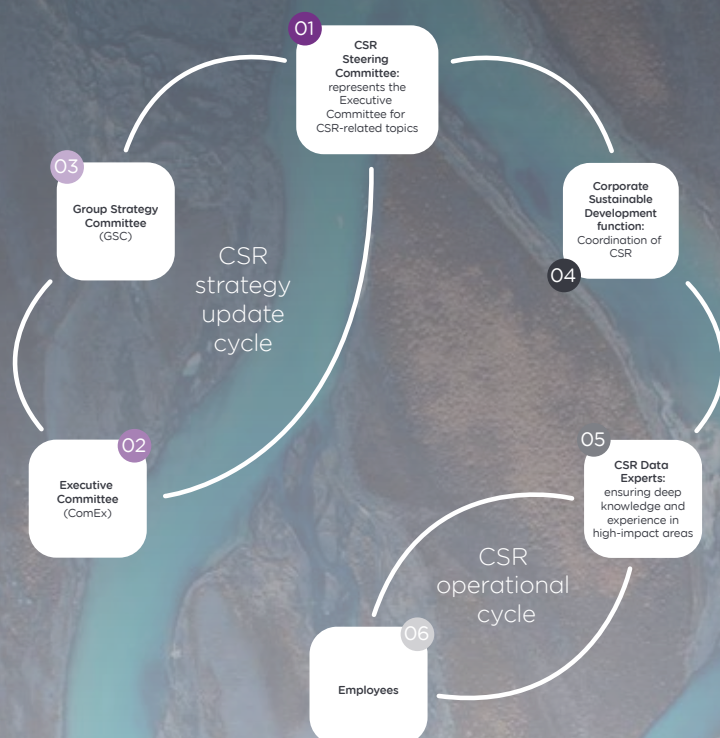 01
CSR
Steering
Committee:
represents the
Executive
Committee for
CSR-related topics
03
Group Strategy
Committee
(GSC)
Corporate
Sustainable
Development
function:
Coordination of
CSR
04
CSR
strategy
update
cycle
02
Executive
Committee
(ComEx)
05
CSR Data
Experts:
ensuring deep
knowledge and
experience in
high-impact areas
CSR
operational
cycle
06
Employees